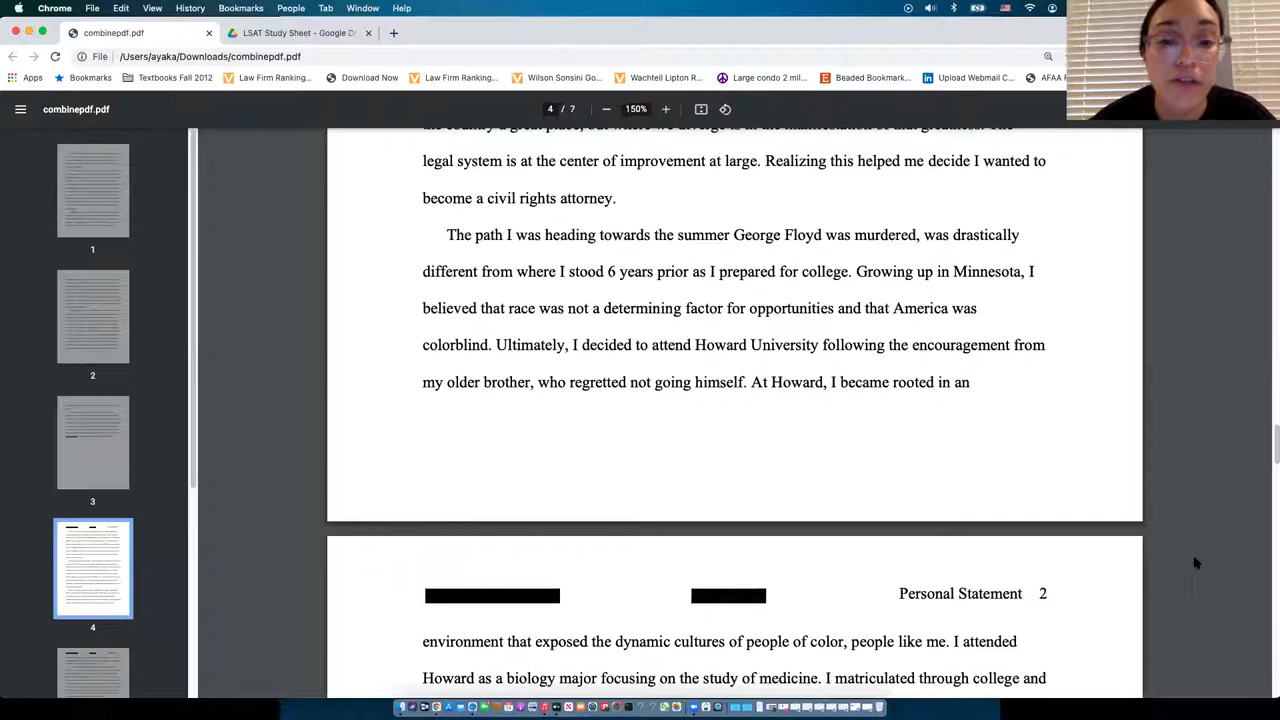 Chrome File Edit View History Bookmarks People Tab Window Help
combinepdf.pdf LSAT Study Sheet - Google Dr
File /Users/ayaka/Downloads/combinepdf.pdf
Apps Bookmarks Textbooks Fall 2012 Law Firm Ranking... Download Now Law Firm Ranking... Wilson Sonsini Go... Wachtell Lipton R... Large condo 2 mil... Beaded Bookmark... Upload Webmail C... AFAA
combinepdf.pdf 4 / 7 150%
legal system is at the center of improvement at large. Realizing this helped me decide I wanted to
become a civil rights attorney.
The path I was heading towards the summer George Floyd was murdered, was drastically
different from where I stood 6 years prior as I prepared for college. Growing up in Minnesota, I
believed that race was not a determining factor for opportunities and that America was
colorblind. Ultimately, I decided to attend Howard University following the encouragement from
my older brother, who regretted not going himself. At Howard, I became rooted in an
Personal Statement 2
environment that exposed the dynamic cultures of people of color, people like me. I attended
Howard as a biology major focusing on the study of medicine. I matriculated through college and
1
2
3
4